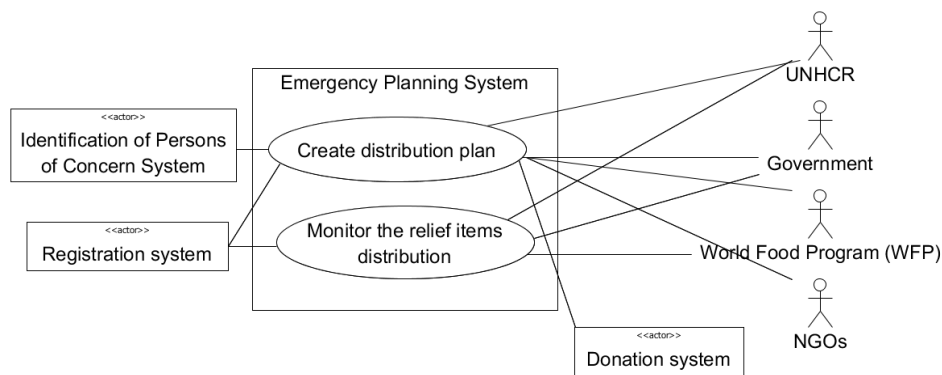 UNHCR
Emergency Planning System
<<actor>>
Identification of Persons
of Concern System
Create distribution plan
Government
<<actor>>
Registration system
Monitor the relief items
distribution
World Food Program (WFP)
NGOs
<<actor>>
Donation system